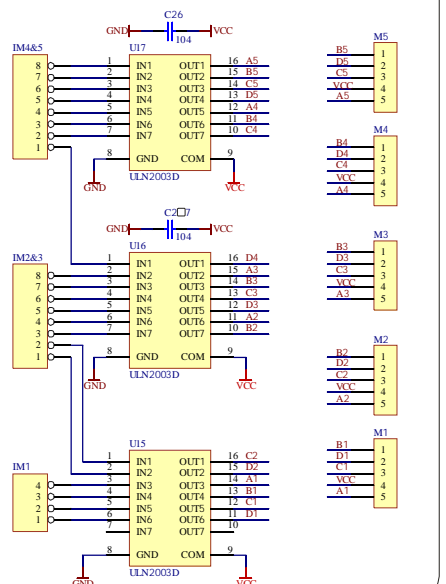 C26
GND VCC
104
IM4&5 U17
8 1 IN1 OUT1 16 A5
7 2 IN2 OUT2 15 B5
6 3 IN3 OUT3 14 C5
5 4 IN4 OUT4 13 D5
4 5 IN5 OUT5 12 A4
3 6 IN6 OUT6 11 B4
2 7 IN7 OUT7 10 C4
1
8 GND COM 9
ULN2003D
GND VCC
C2□7
GND VCC
104
U16
1 IN1 OUT1 16 D4
IM2&3
8 2 IN2 OUT2 15 A3
7 3 IN3 OUT3 14 B3
6 4 IN4 OUT4 13 C3
5 5 IN5 OUT5 12 D3
4 6 IN6 OUT6 11 A2
3 7 IN7 OUT7 10 B2
2
1
8 GND COM 9
ULN2003D
GND VCC
U15
1 IN1 OUT1 16 C2
2 IN2 OUT2 15 D2
IM1
4 3 IN3 OUT3 14 A1
3 4 IN4 OUT4 13 B1
2 5 IN5 OUT5 12 C1
1 6 IN6 OUT6 11 D1
7 IN7 OUT7 10
8 GND COM 9
ULN2003D
GND VCC
M5
B5 1
D5 2
C5 3
VCC 4
A5 5
M4
B4 1
D4 2
C4 3
VCC 4
A4 5
M3
B3 1
D3 2
C3 3
VCC 4
A3 5
M2
B2 1
D2 2
C2 3
VCC 4
A2 5
M1
B1 1
D1 2
C1 3
VCC 4
A1 5